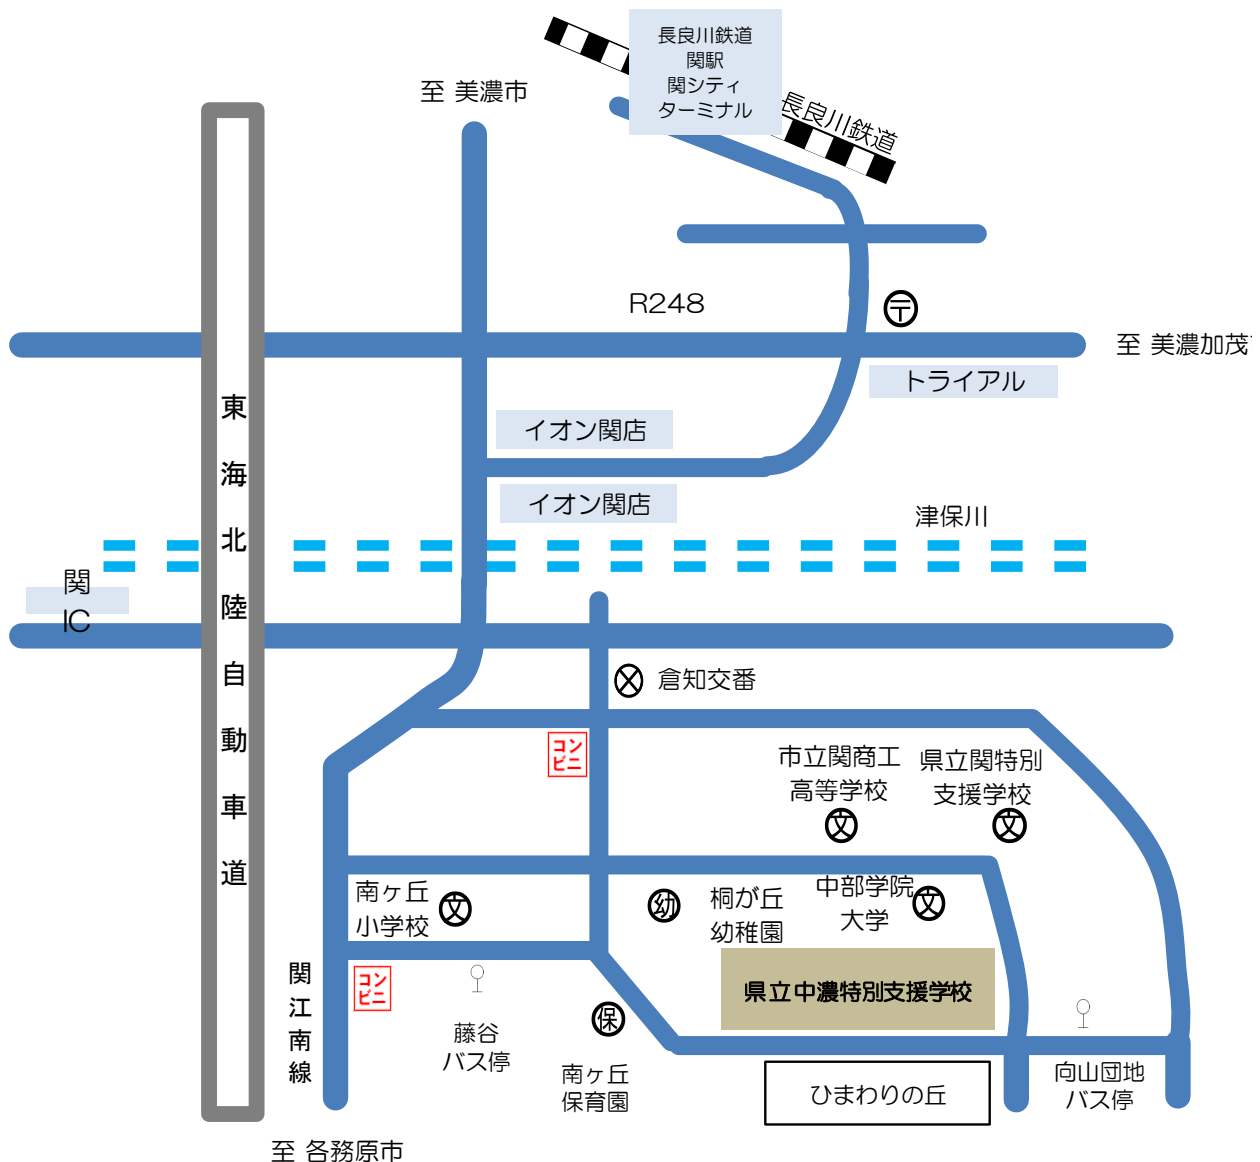 長良川鉄道
関駅
関シティ
ターミナル
至 美濃市
長良川鉄道
R248
〒
至 美濃加茂
トライアル
東海北陸自動車道
イオン関店
イオン関店
津保川
関
IC
倉知交番
コン
ビニ
市立関商工
高等学校
文
県立関特別
支援学校
文
南ヶ丘
小学校
文
幼
桐が丘
幼稚園
中部学院
大学
文
関江南線
コン
ビニ
県立中濃特別支援学校
藤谷
バス停
保
南ヶ丘
保育園
ひまわりの丘
向山団地
バス停
至 各務原市